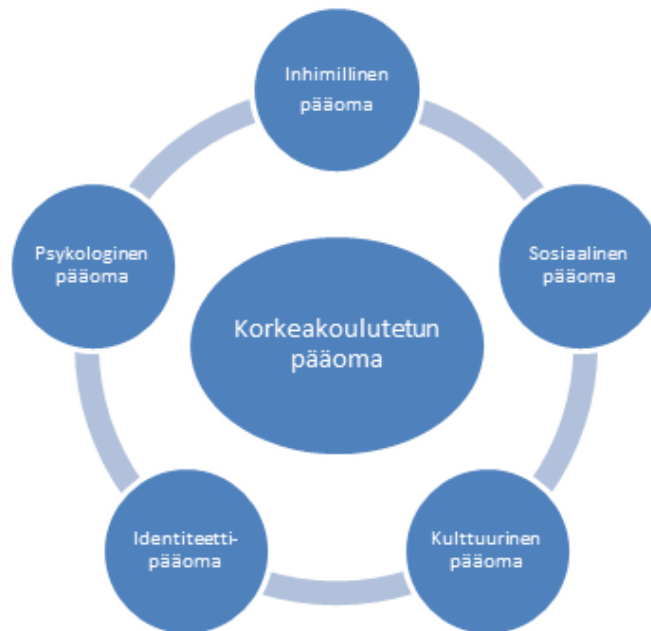 Inhimillinen
pääoma
Psykologinen
pääoma
Sosiaalinen
pääoma
Korkeakoulutetun
pääoma
Identiteetti-
pääoma
Kulttuurinen
pääoma